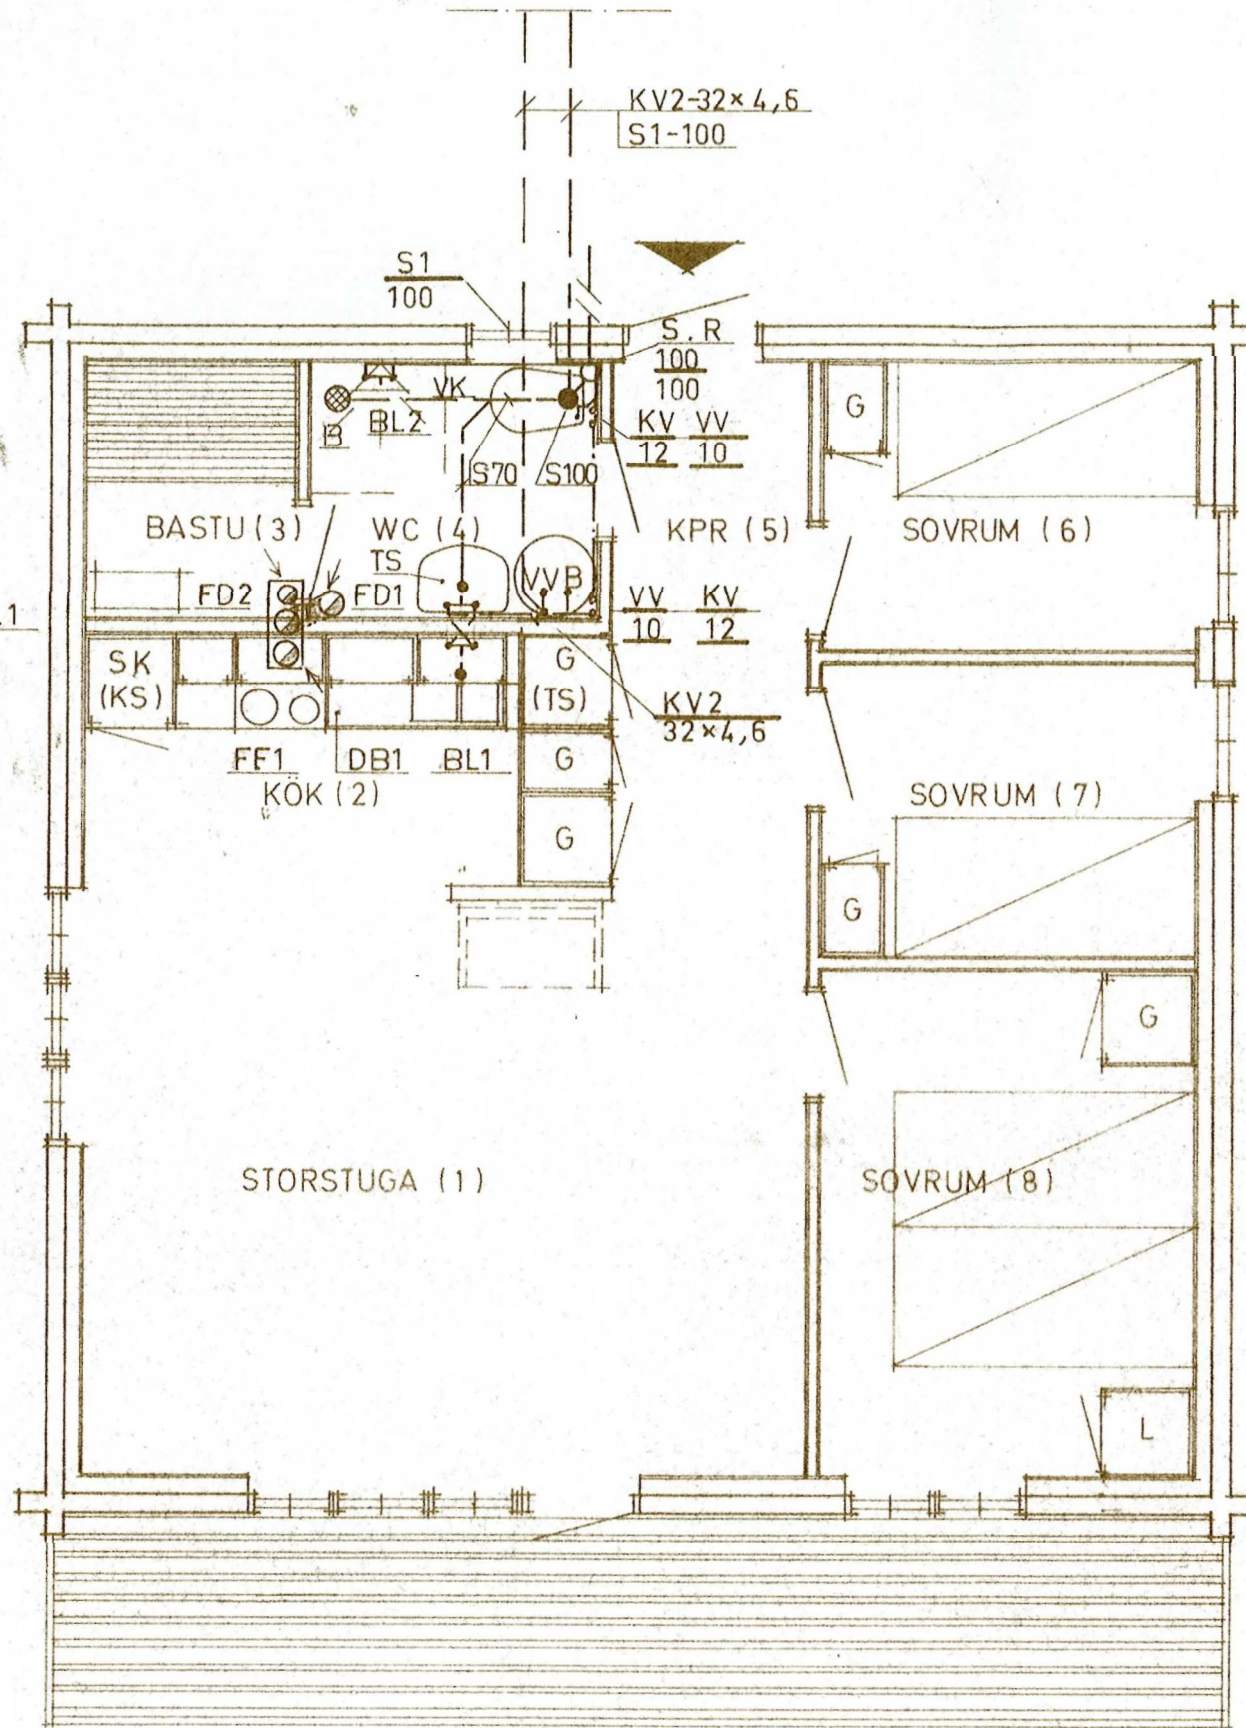 KV2-32×4,6
S1-100
S1
100
S.R
100
100
VK
B
BL2
KV VV
12 10
G
S70 S100
BASTU (3)
WC (4)
KPR (5)
SOVRUM (6)
TS
VVB
FD2
FD1
VV KV
10 12
SK
(KS)
G
(TS)
KV2
32×4,6
FF1
DB1
BL1
G
KÖK (2)
SOVRUM (7)
G
G
G
STORSTUGA (1)
SOVRUM (8)
L